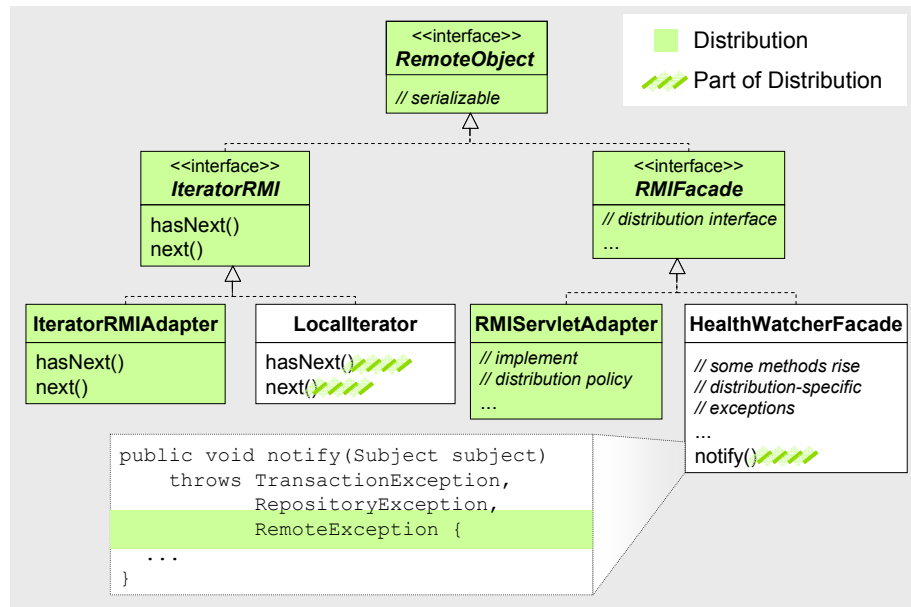 <<interface>>
RemoteObject
// serializable
Distribution
Part of Distribution
<<interface>>
IteratorRMI
hasNext()
next()
<<interface>>
RMIFacade
// distribution interface
...
IteratorRMIAdapter
hasNext()
next()
LocalIterator
hasNext()
next()
RMIServletAdapter
// implement
// distribution policy
...
HealthWatcherFacade
// some methods rise
// distribution-specific
// exceptions
...
notify()
public void notify(Subject subject)
throws TransactionException,
RepositoryException,
RemoteException {
...
}